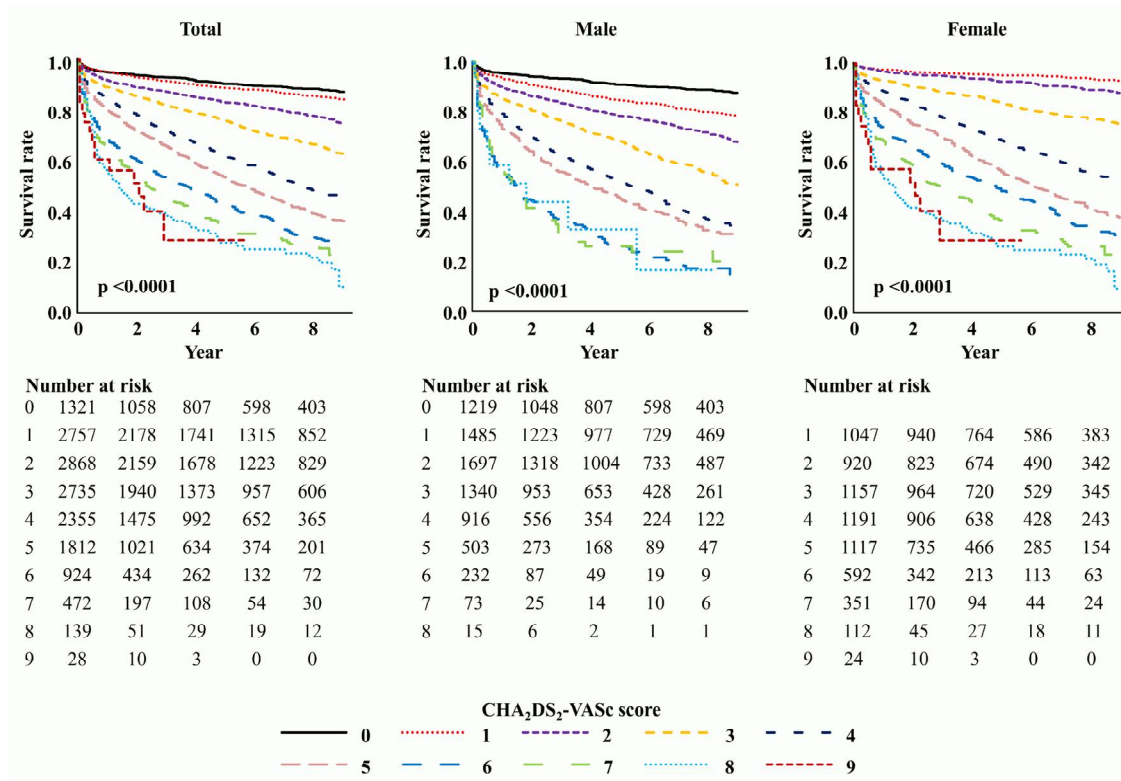 Total Male Female
1.0 1.0 1.0
0.8 0.8 0.8
0.6 0.6 0.6
0.4 0.4 0.4
0.2 0.2 0.2
0.0 0.0 0.0
Survival rate Survival rate Survival rate
p <0.0001 p <0.0001 p <0.0001
0 2 4 6 8 0 2 4 6 8 0 2 4 6 8
Year Year Year
Number at risk Number at risk Number at risk
0 1321 1058 807 598 403 0 1219 1048 807 598 403
1 2757 2178 1741 1315 852 1 1485 1223 977 729 469 1 1047 940 764 586 383
2 2868 2159 1678 1223 829 2 1697 1318 1004 733 487 2 920 823 674 490 342
3 2735 1940 1373 957 606 3 1340 953 653 428 261 3 1157 964 720 529 345
4 2355 1475 992 652 365 4 916 556 354 224 122 4 1191 906 638 428 243
5 1812 1021 634 374 201 5 503 273 168 89 47 5 1117 735 466 285 154
6 924 434 262 132 72 6 232 87 49 19 9 6 592 342 213 113 63
7 472 197 108 54 30 7 73 25 14 10 6 7 351 170 94 44 24
8 139 51 29 19 12 8 15 6 2 1 1 8 112 45 27 18 11
9 28 10 3 0 0 9 24 10 3 0 0
CHA₂DS₂-VASc score
0 1 2 3 4
5 6 7 8 9